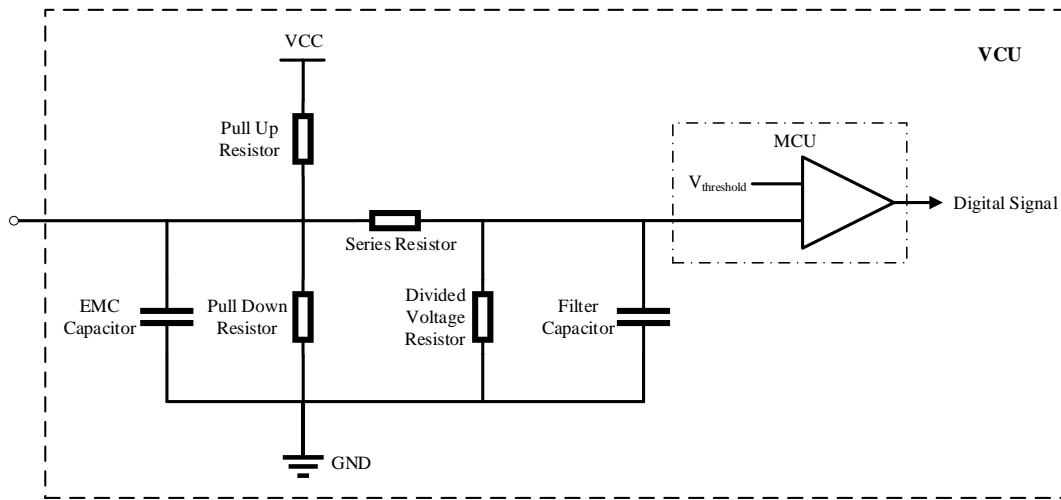 VCC
VCU
Pull Up
Resistor
MCU
Vthreshold
Digital Signal
Series Resistor
EMC
Capacitor
Pull Down
Resistor
Divided
Voltage
Resistor
Filter
Capacitor
GND